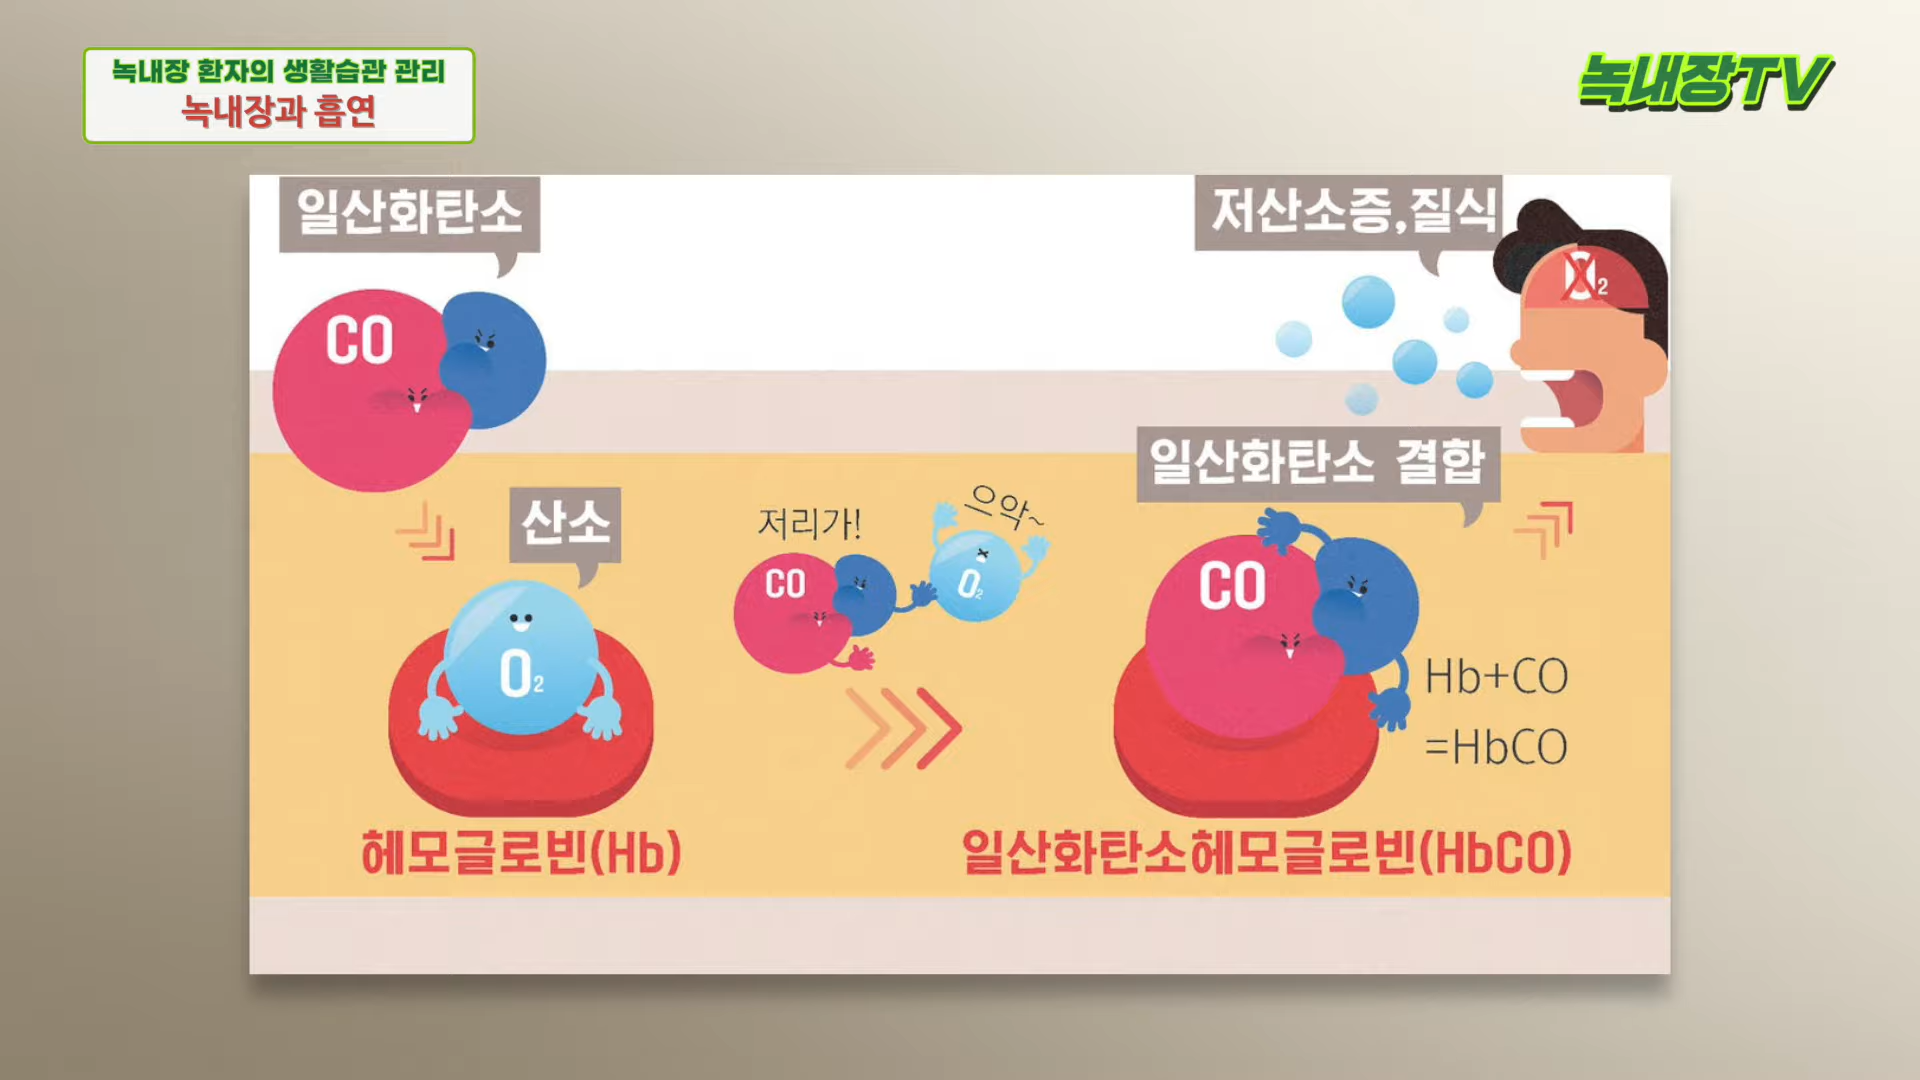 녹내장 환자의 생활습관 관리
녹내장과 흡연
녹내장TV
일산화탄소
저산소증,질식
CO
O2
일산화탄소 결합
산소
저리가!
으악~
CO
O2
CO
O2
Hb+CO
=HbCO
헤모글로빈(Hb)
일산화탄소헤모글로빈(HbCO)